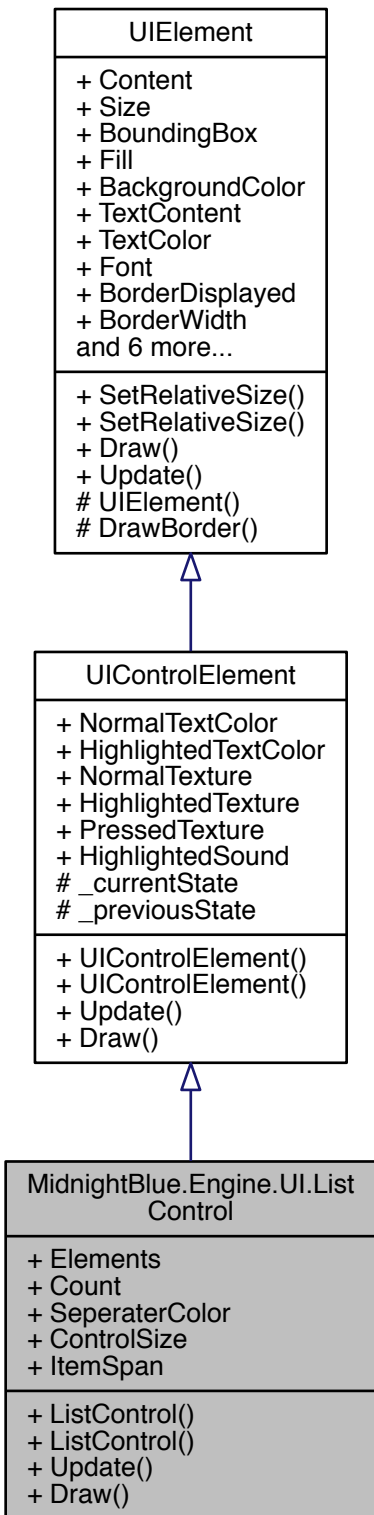 UIElement
+ Content
+ Size
+ BoundingBox
+ Fill
+ BackgroundColor
+ TextContent
+ TextColor
+ Font
+ BorderDisplayed
+ BorderWidth
and 6 more...
+ SetRelativeSize()
+ SetRelativeSize()
+ Draw()
+ Update()
# UIElement()
# DrawBorder()
UIControlElement
+ NormalTextColor
+ HighlightedTextColor
+ NormalTexture
+ HighlightedTexture
+ PressedTexture
+ HighlightedSound
# _currentState
# _previousState
+ UIControlElement()
+ UIControlElement()
+ Update()
+ Draw()
MidnightBlue.Engine.UI.List
Control
+ Elements
+ Count
+ SeperaterColor
+ ControlSize
+ ItemSpan
+ ListControl()
+ ListControl()
+ Update()
+ Draw()